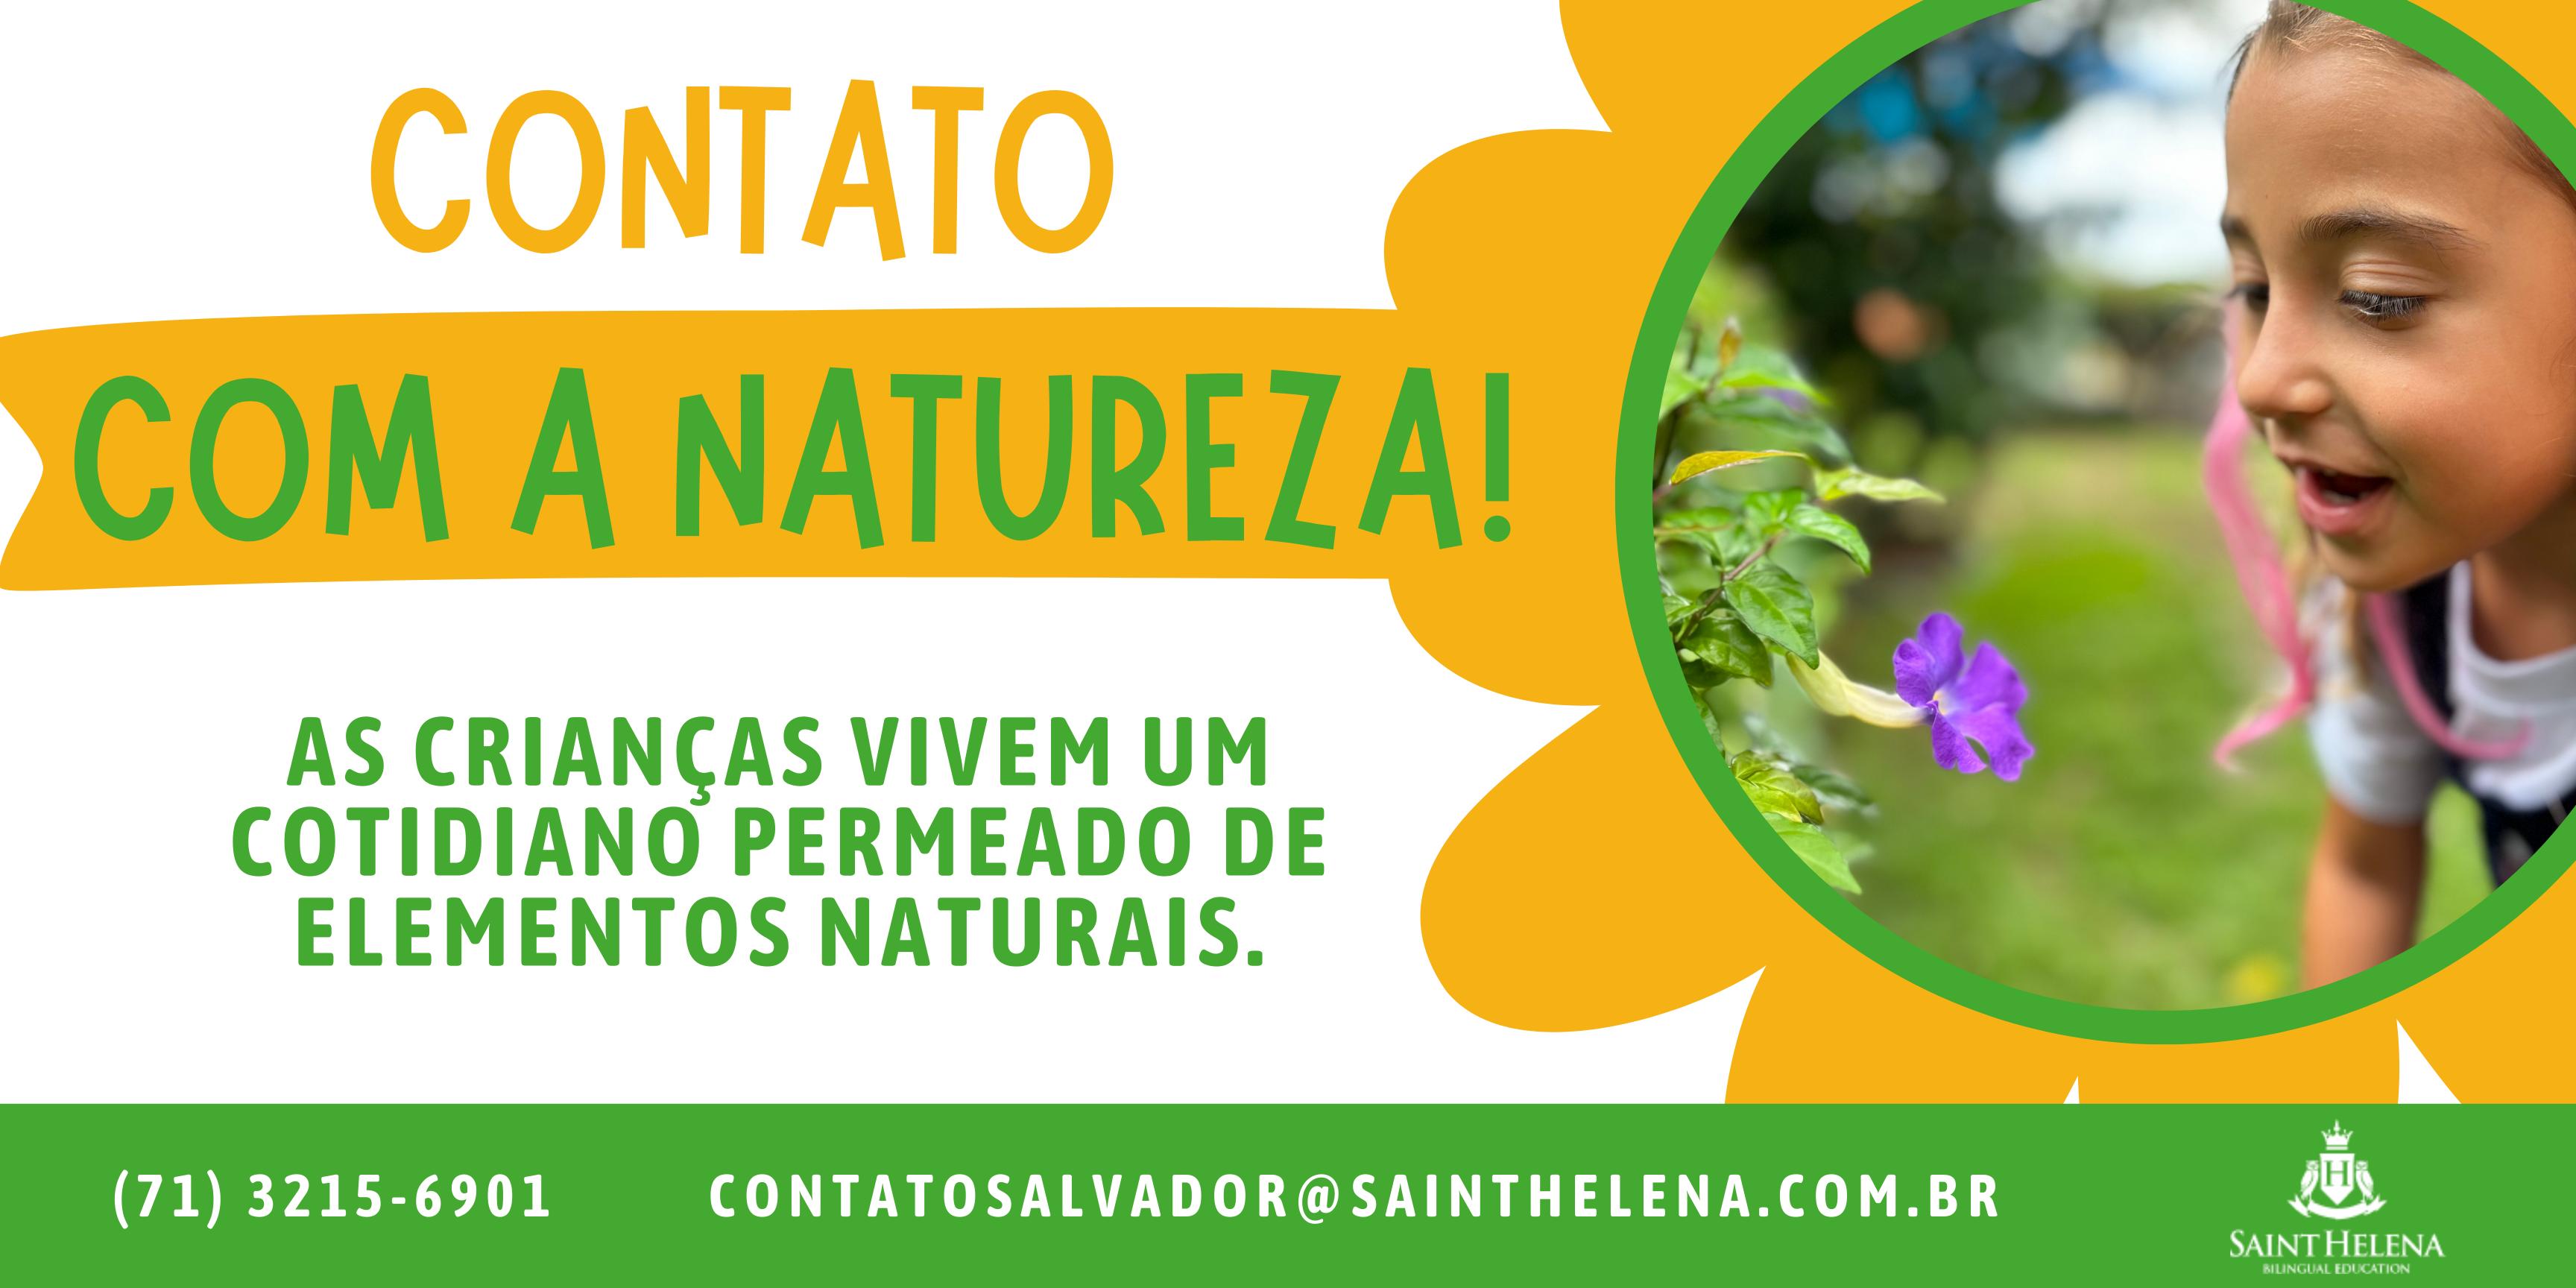 CONTATO
COM A NATUREZA!
AS CRIANÇAS VIVEM UM
COTIDIANO PERMEADO DE
ELEMENTOS NATURAIS.
(71) 3215-6901 CONTATOSALVADOR@SAINTHELENA.COM.BR
H
SAINT HELENA
BILINGUAL EDUCATION